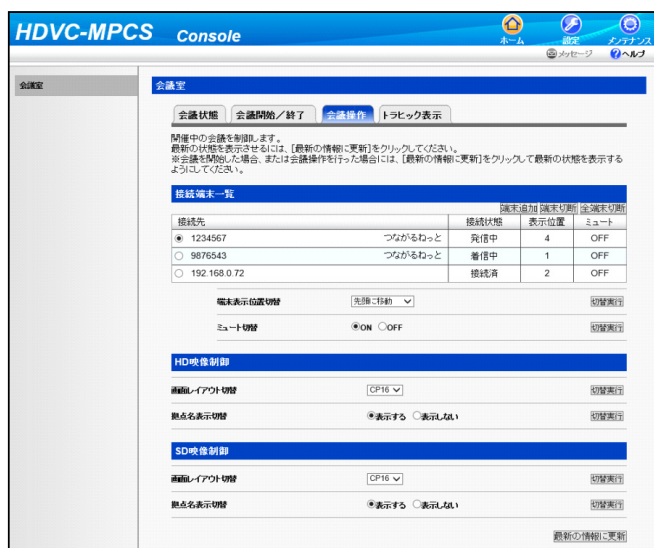 HDVC-MPCS Console
ホーム 設定 メンテナンス
メッセージ ヘルプ
会議室
会議室
会議状態 会議開始／終了 会議操作 トラヒック表示
開催中の会議を制御します。
最新の状態を表示させるには、[最新の情報に更新]をクリックしてください。
※会議を開始した場合、または会議操作を行った場合には、[最新の情報に更新]をクリックして最新の状態を表示する
ようにしてください。
接続端末一覧
端末追加 端末切断 全端末切断
接続先 接続状態 表示位置 ミュート
1234567 つながるねっと 発信中 4 OFF
9876543 つながるねっと 着信中 1 OFF
192.168.0.72 接続済 2 OFF
端末表示位置切替 先頭に移動 切替実行
ミュート切替 ON OFF 切替実行
HD映像制御
画面レイアウト切替 CP16 切替実行
拠点名表示切替 表示する 表示しない 切替実行
SD映像制御
画面レイアウト切替 CP16 切替実行
拠点名表示切替 表示する 表示しない 切替実行
最新の情報に更新